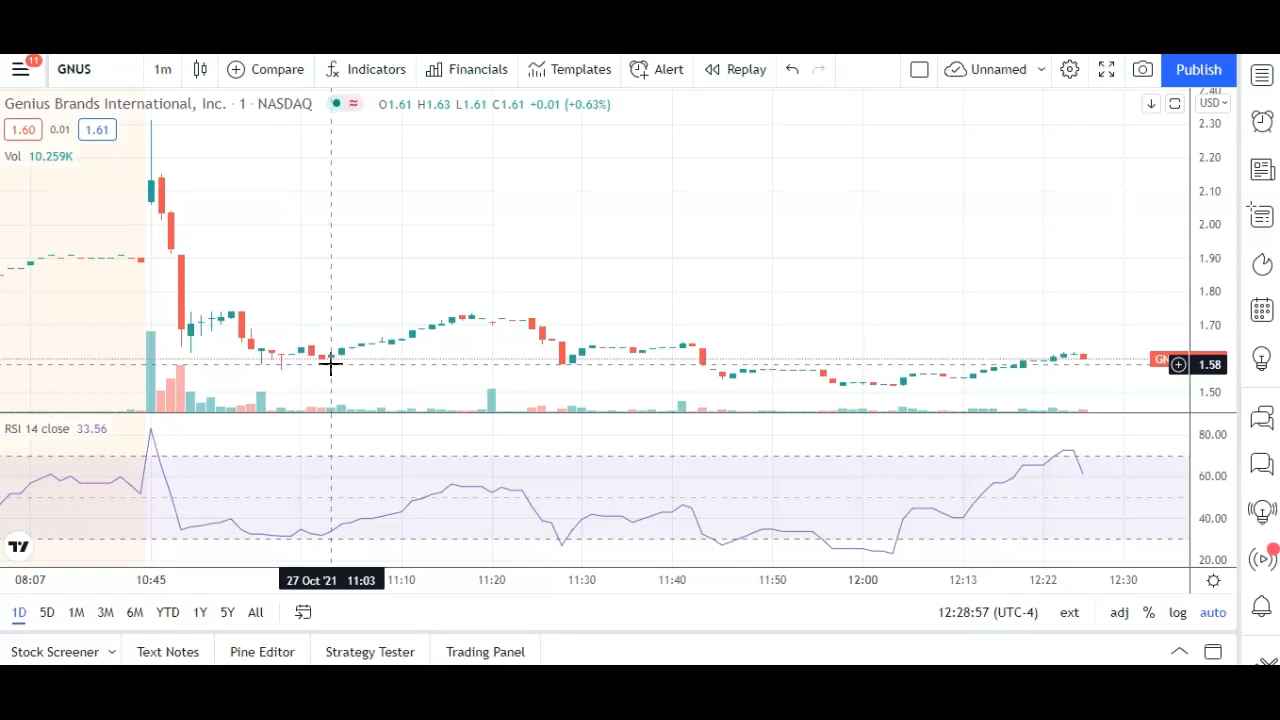 11
GNUS 1m Compare Indicators Financials Templates Alert Replay Unnamed Publish
Genius Brands International, Inc. · 1 · NASDAQ ≈ O1.61 H1.63 L1.61 C1.61 +0.01 (+0.63%) USD
1.60 0.01 1.61
Vol 10.259K
2.40
2.30
2.20
2.10
2.00
1.90
1.80
1.70
GN
1.58
1.50
RSI 14 close 33.56
80.00
60.00
40.00
20.00
08:07 10:45 27 Oct '21 11:03 11:10 11:20 11:30 11:40 11:50 12:00 12:13 12:22 12:30
1D 5D 1M 3M 6M YTD 1Y 5Y All 12:28:57 (UTC-4) ext adj % log auto
Stock Screener Text Notes Pine Editor Strategy Tester Trading Panel